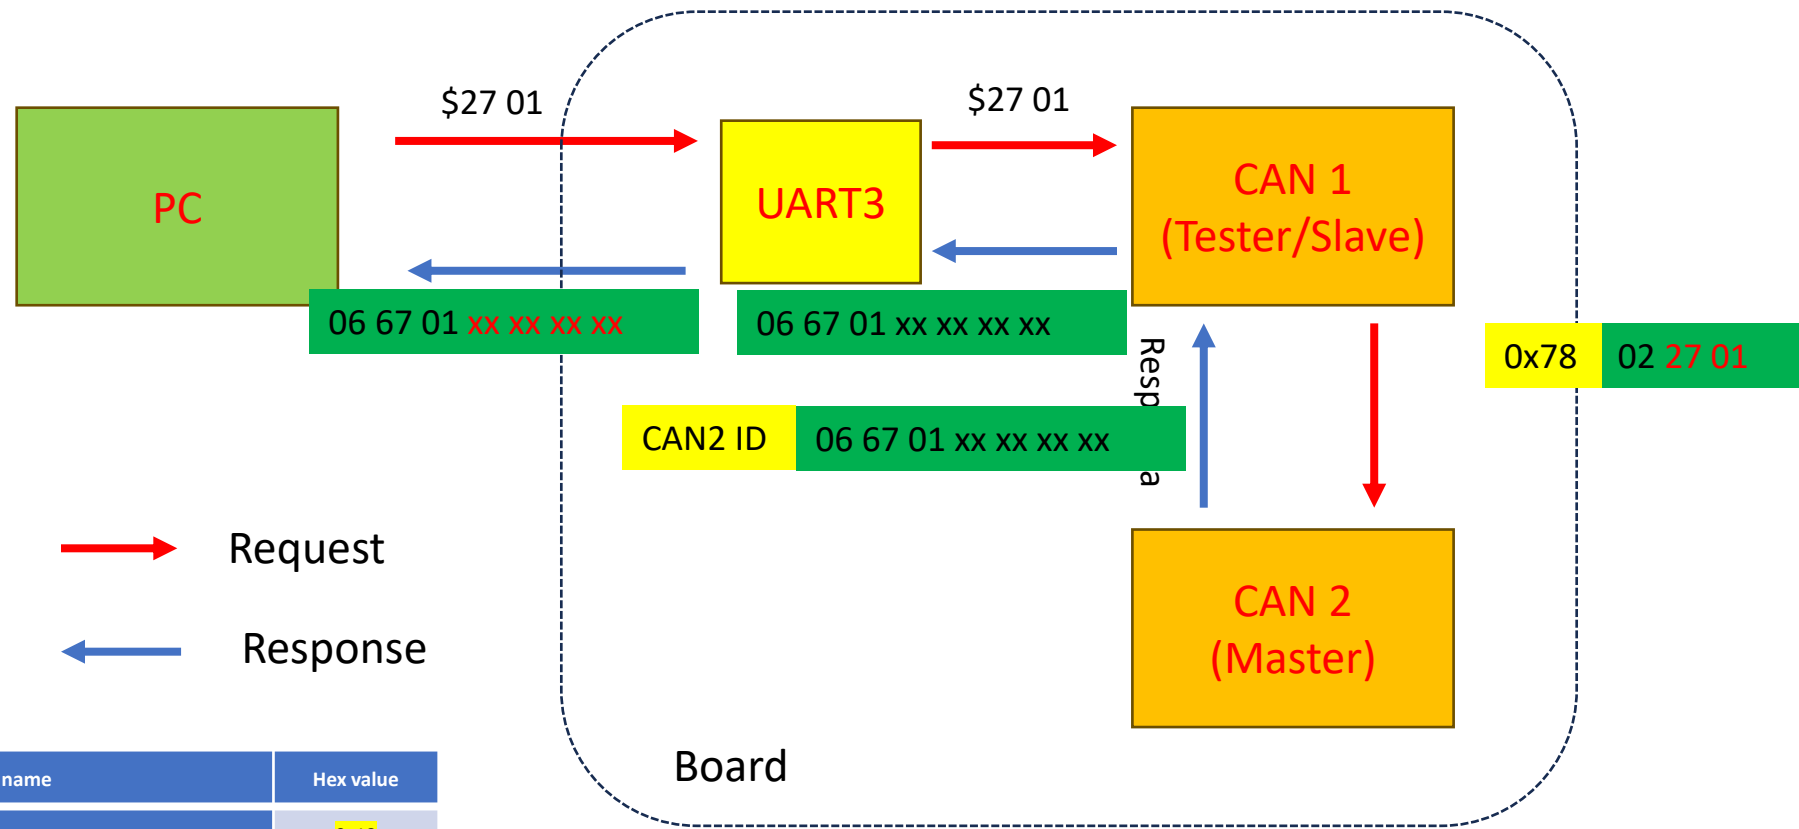 $27 01
$27 01
PC
UART3
CAN 1
(Tester/Slave)
06 67 01 xx xx xx xx
06 67 01 xx xx xx xx
0x78
02 27 01
CAN2 ID
06 67 01 xx xx xx xx
Request
Response
CAN 2
(Master)
Board
name
Hex value